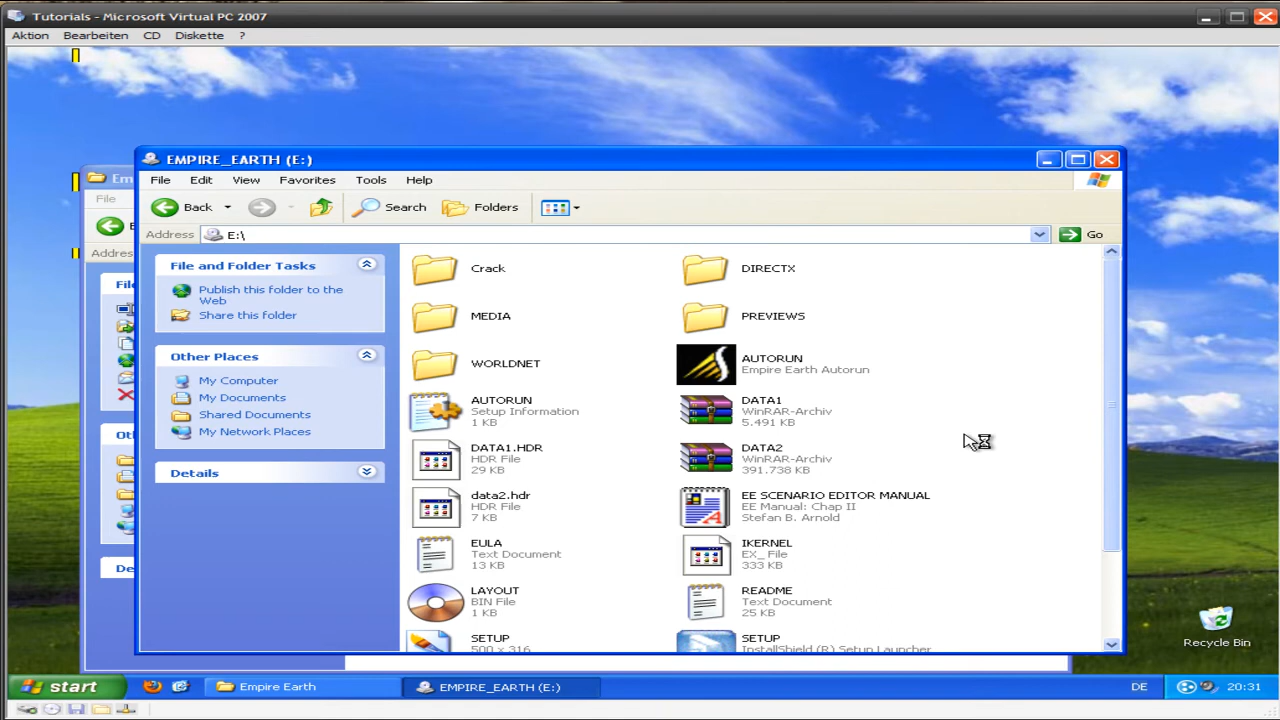 Tutorials - Microsoft Virtual PC 2007
Aktion Bearbeiten CD Diskette ?
EMPIRE_EARTH (E:)
Em
File Edit View Favorites Tools Help
File
Back Search Folders
Address E:\ Go
Addres
File and Folder Tasks
Publish this folder to the
Web
Share this folder
Other Places
My Computer
My Documents
Shared Documents
My Network Places
Details
File
Ot
De
Crack
DIRECTX
MEDIA
PREVIEWS
WORLDNET
AUTORUN
Empire Earth Autorun
AUTORUN
Setup Information
1 KB
DATA1
WinRAR-Archiv
5.491 KB
DATA1.HDR
HDR File
29 KB
DATA2
WinRAR-Archiv
391.738 KB
data2.hdr
HDR File
7 KB
EE SCENARIO EDITOR MANUAL
EE Manual: Chap II
Stefan B. Arnold
EULA
Text Document
13 KB
IKERNEL
EX_ File
333 KB
LAYOUT
BIN File
1 KB
README
Text Document
25 KB
SETUP
500 x 316
SETUP
InstallShield (R) Setup Launcher
Recycle Bin
start Empire Earth EMPIRE_EARTH (E:) DE 20:31